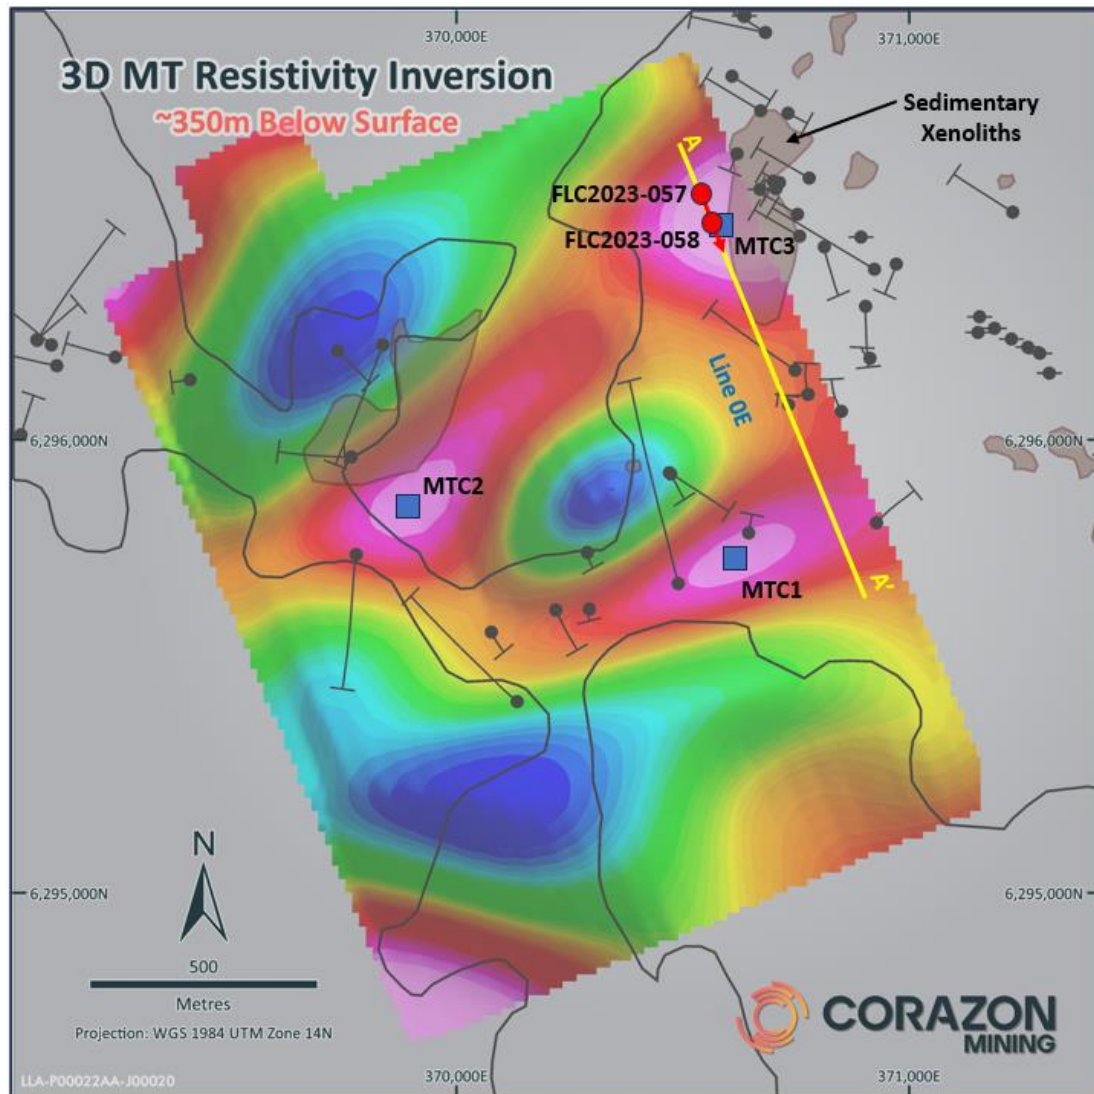 370,000E
371,000E
3D MT Resistivity Inversion
~350m Below Surface
Sedimentary
Xenoliths
A
FLC2023-057
FLC2023-058
MTC3
Line 0E
6,296,000N
6,296,000N
MTC2
MTC1
A'
N
6,295,000N
6,295,000N
500
Metres
Projection: WGS 1984 UTM Zone 14N
CORAZON
MINING
LLA-P00022AA-J00020
370,000E
371,000E